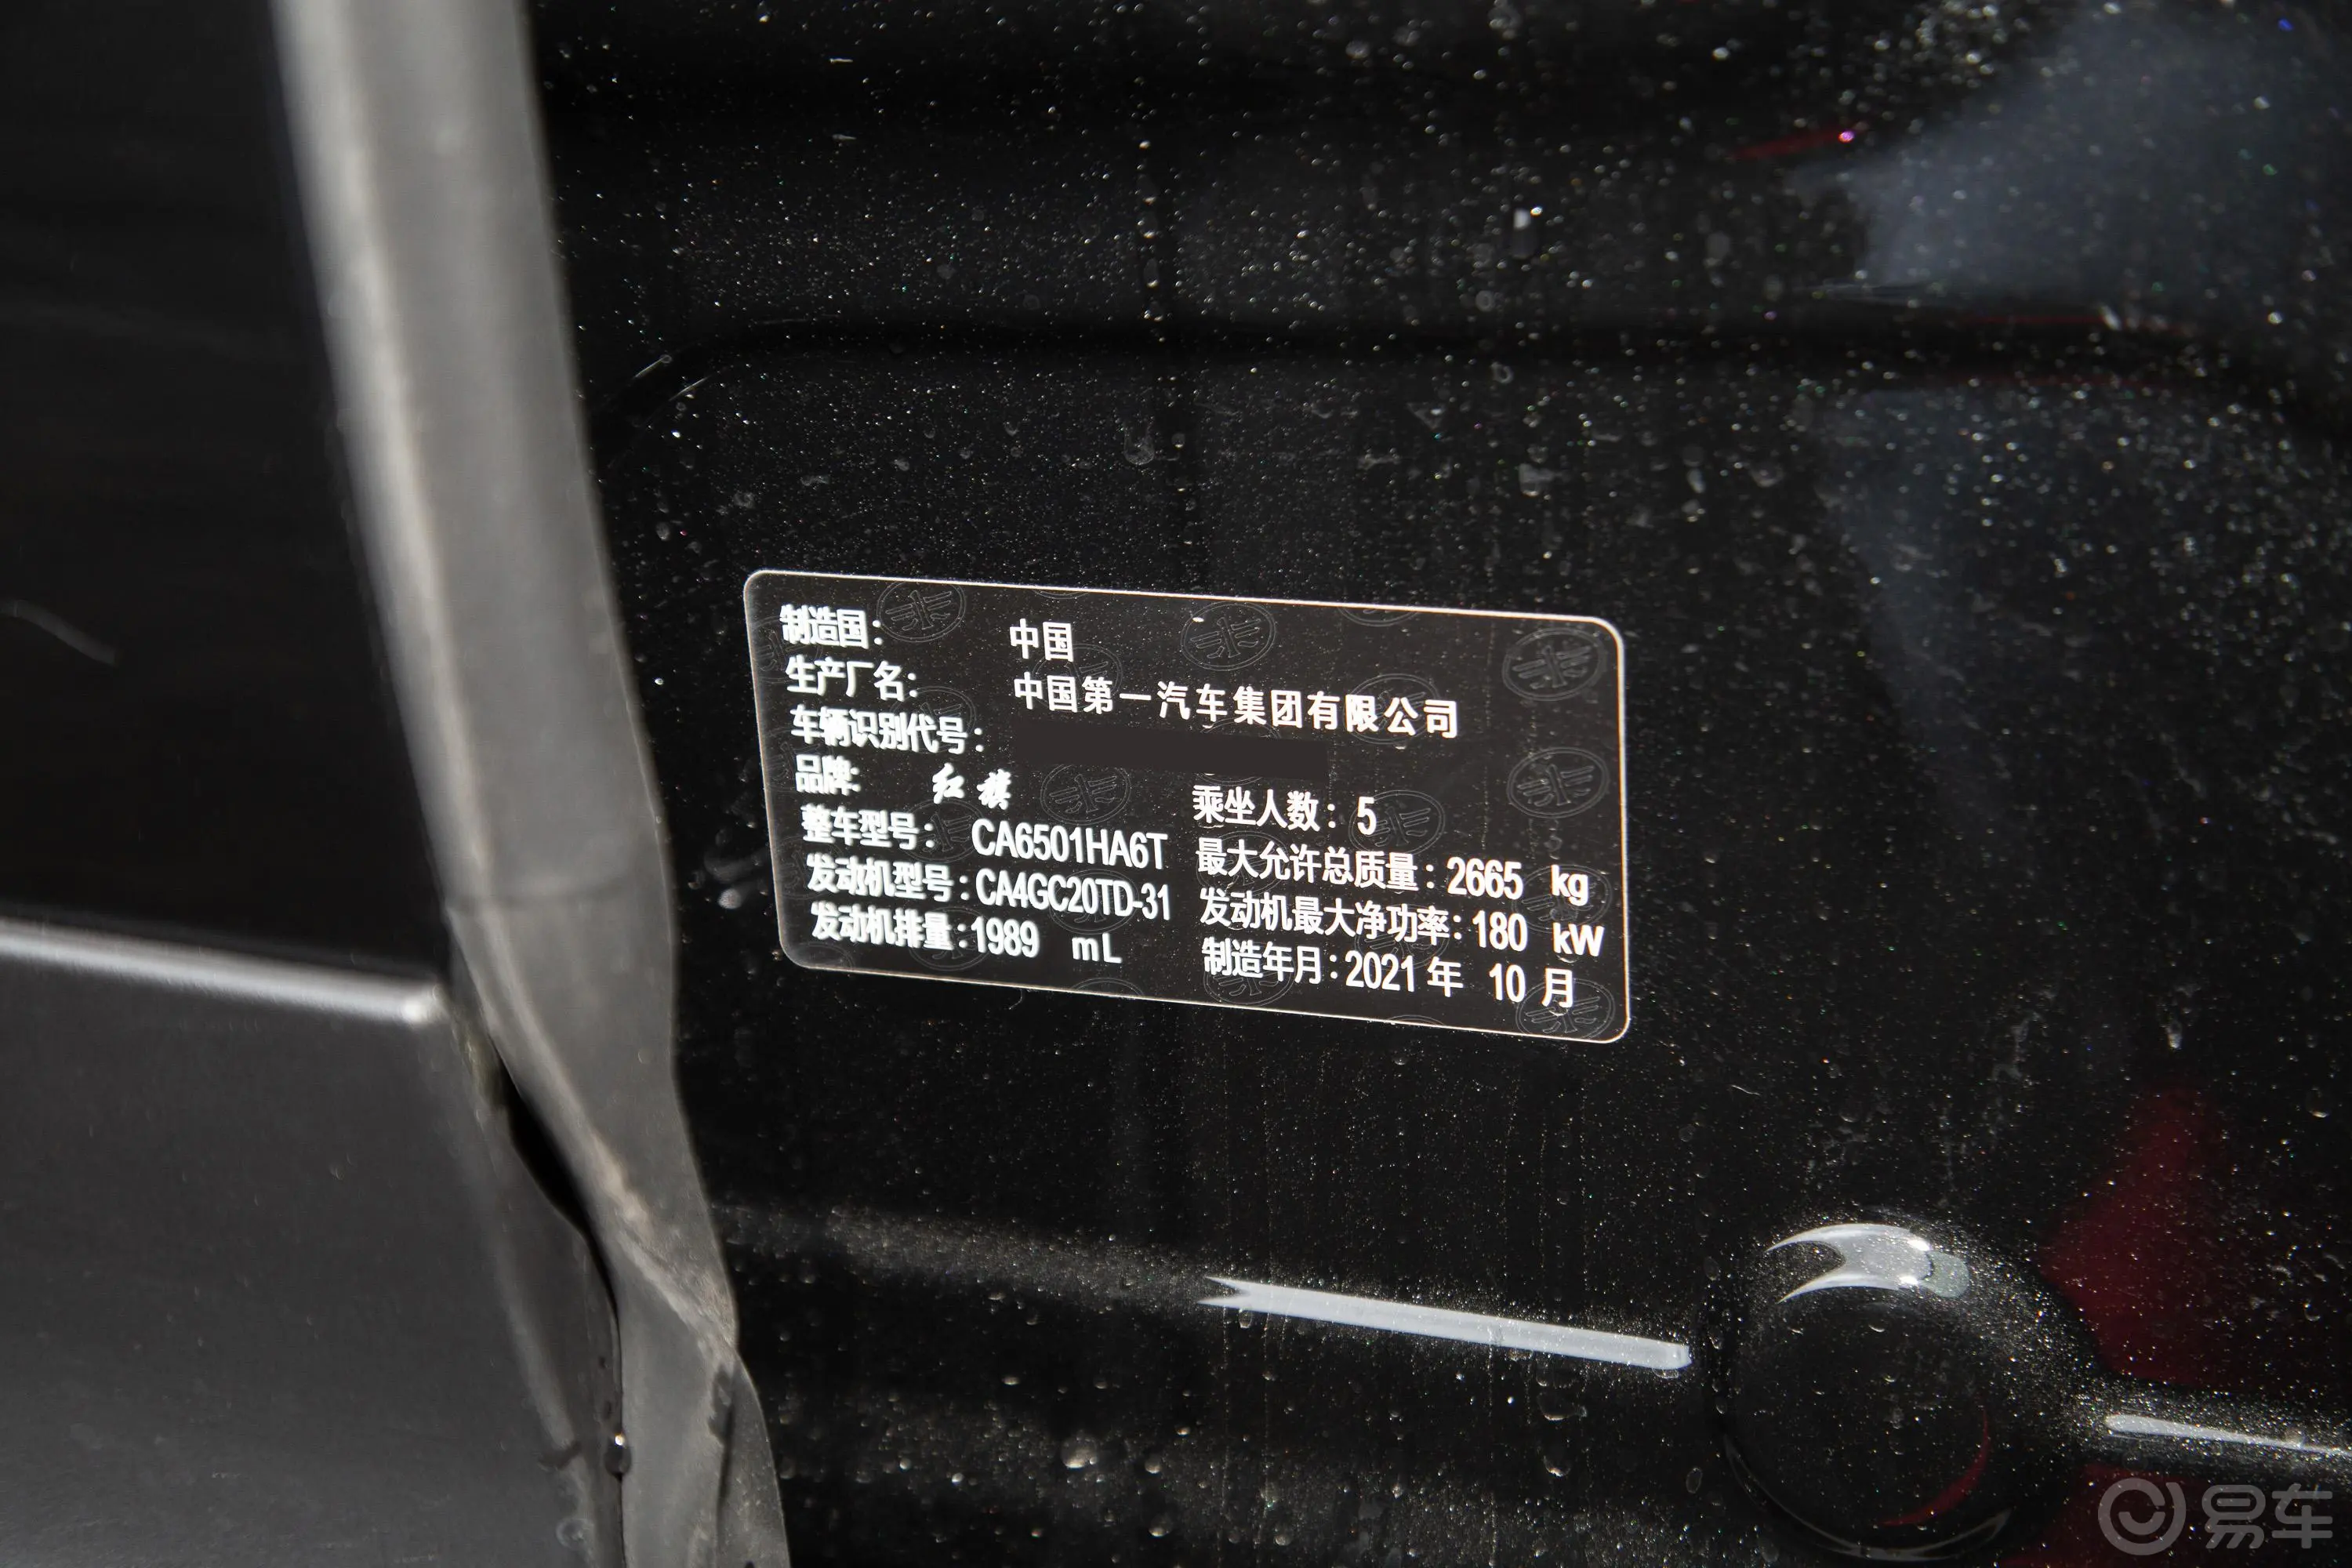 制造国： 中国
生产厂名： 中国第一汽车集团有限公司
车辆识别代号：
品牌: 红旗 乘坐人数： 5
整车型号： CA6501HA6T 最大允许总质量：2665 kg
发动机型号：CA4GC20TD-31 发动机最大净功率：180 kW
发动机排量：1989 mL 制造年月：2021 年 10 月
易车